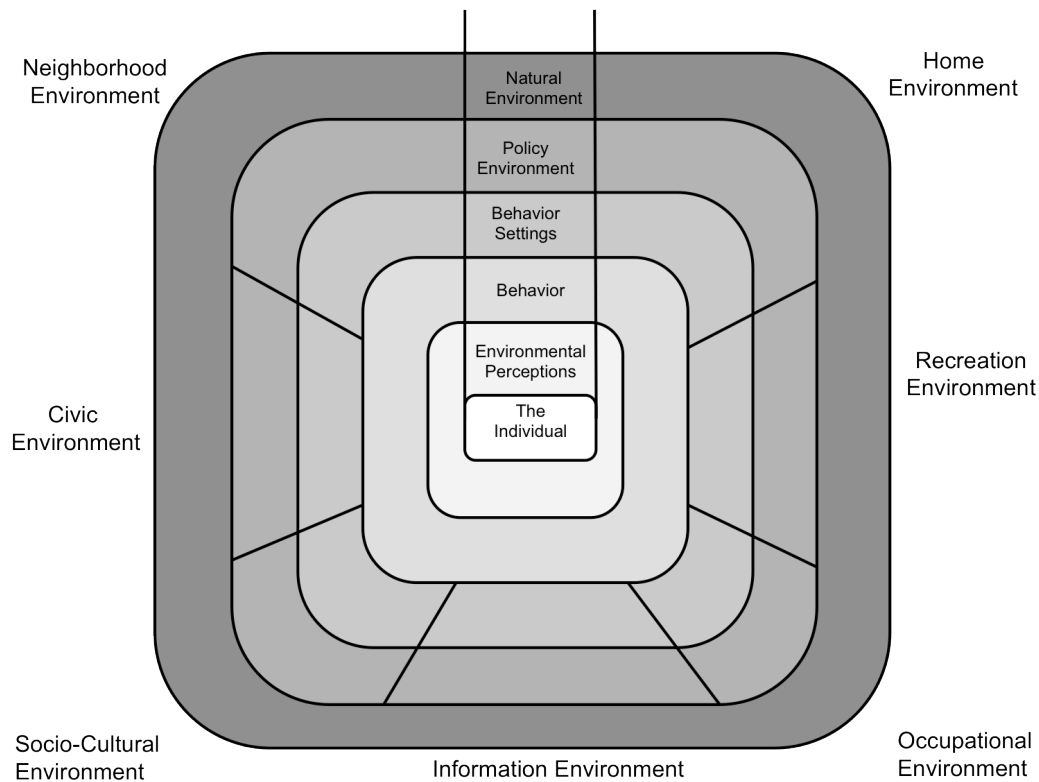 Neighborhood
Environment
Home
Environment
Natural
Environment
Policy
Environment
Behavior
Settings
Behavior
Environmental
Perceptions
The
Individual
Recreation
Environment
Civic
Environment
Socio-Cultural
Environment
Information Environment
Occupational
Environment